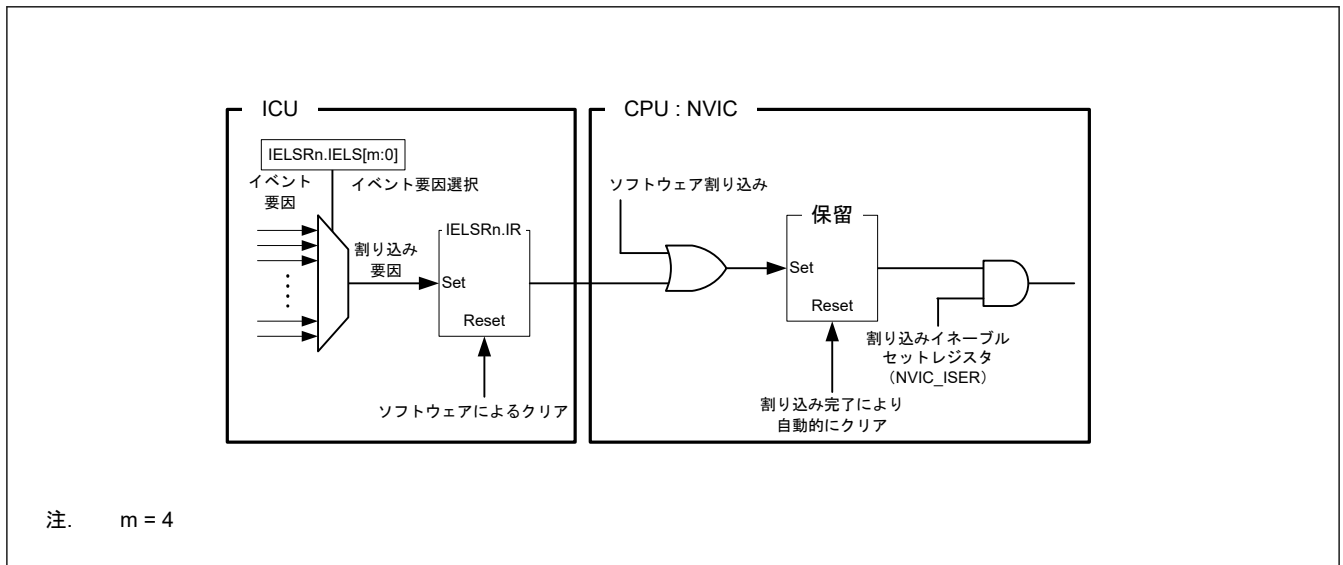 ICU
CPU : NVIC
IELSRn.IELS[m:0]
イベント
要因
イベント要因選択
ソフトウェア割り込み
保留
IELSRn.IR
割り込み
要因
Set
Set
Reset
Reset
割り込みイネーブル
セットレジスタ
（NVIC_ISER）
ソフトウェアによるクリア
割り込み完了により
自動的にクリア
注. m = 4